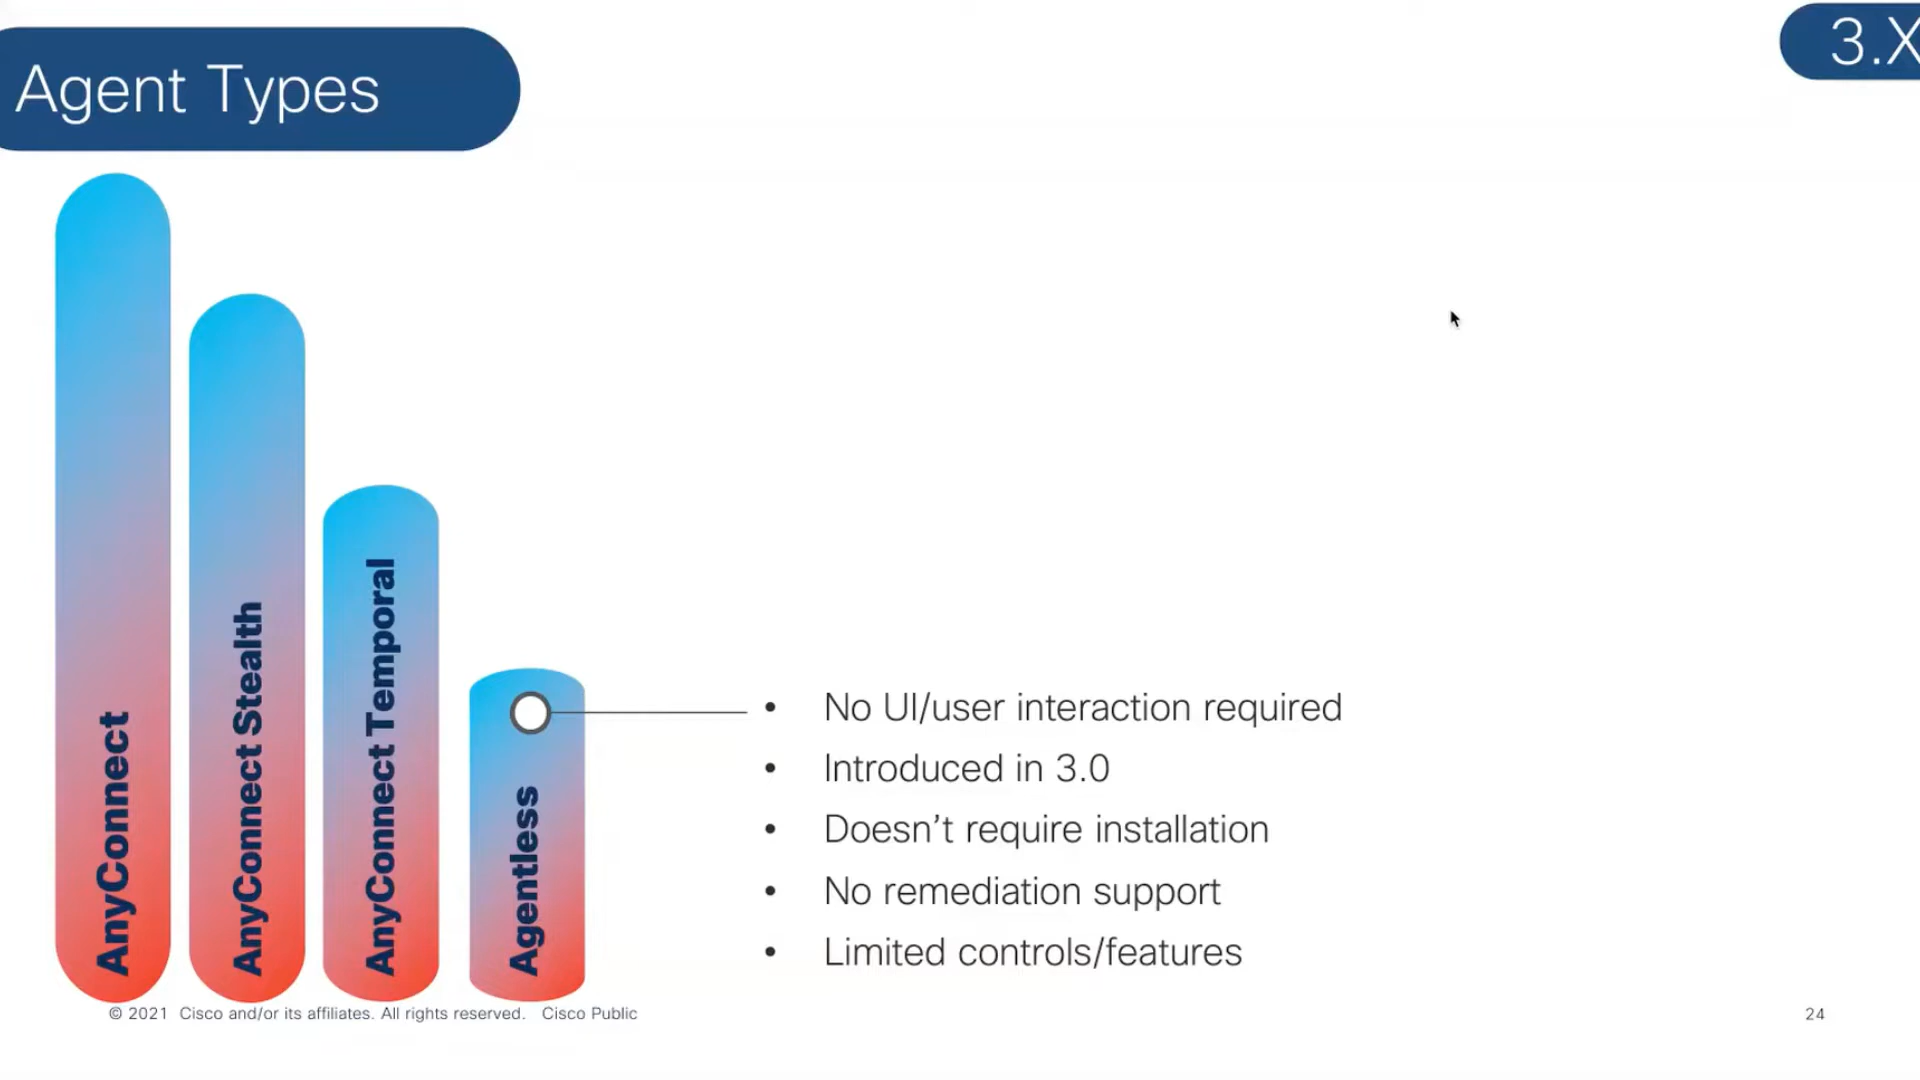 Agent Types
3.X
AnyConnect
AnyConnect Stealth
AnyConnect Temporal
Agentless
• No UI/user interaction required
• Introduced in 3.0
• Doesn’t require installation
• No remediation support
• Limited controls/features
© 2021 Cisco and/or its affiliates. All rights reserved. Cisco Public
24